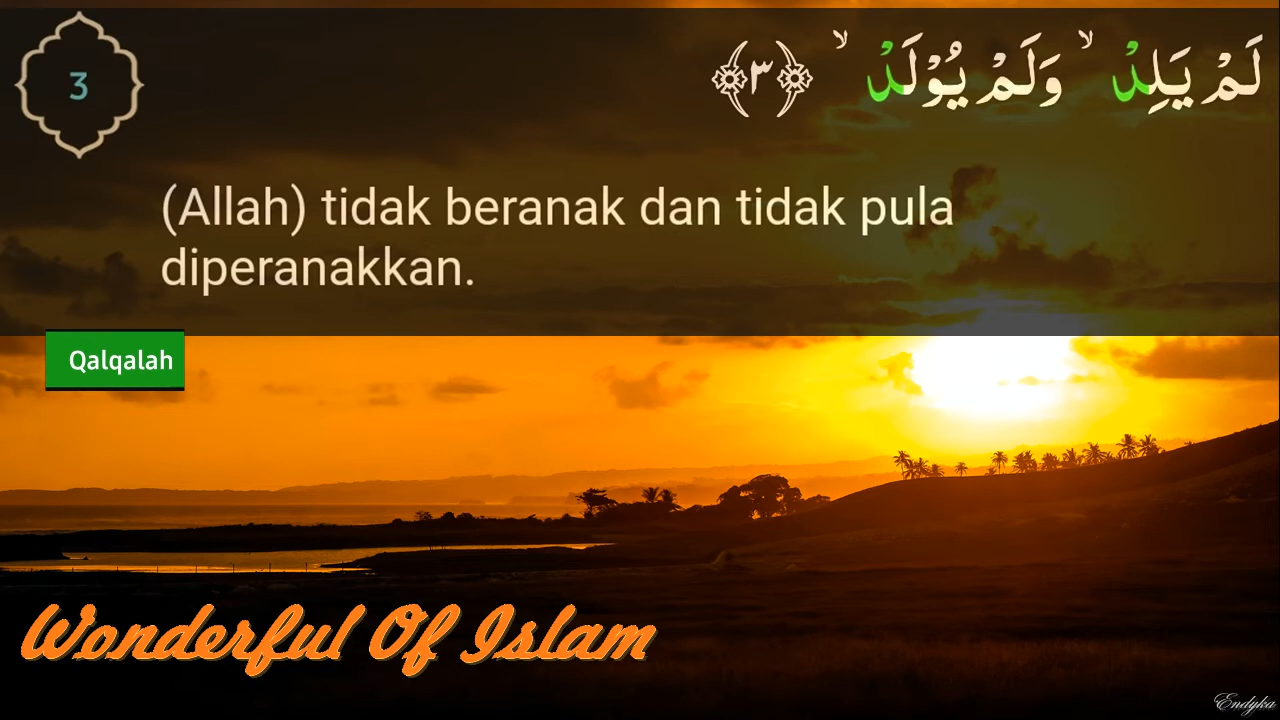 3
لَمْ يَلِدْ ۙ وَلَمْ يُوْلَدْ ۙ ﴿٣﴾
(Allah) tidak beranak dan tidak pula
diperanakkan.
Qalqalah
Wonderful Of Islam
Endyka